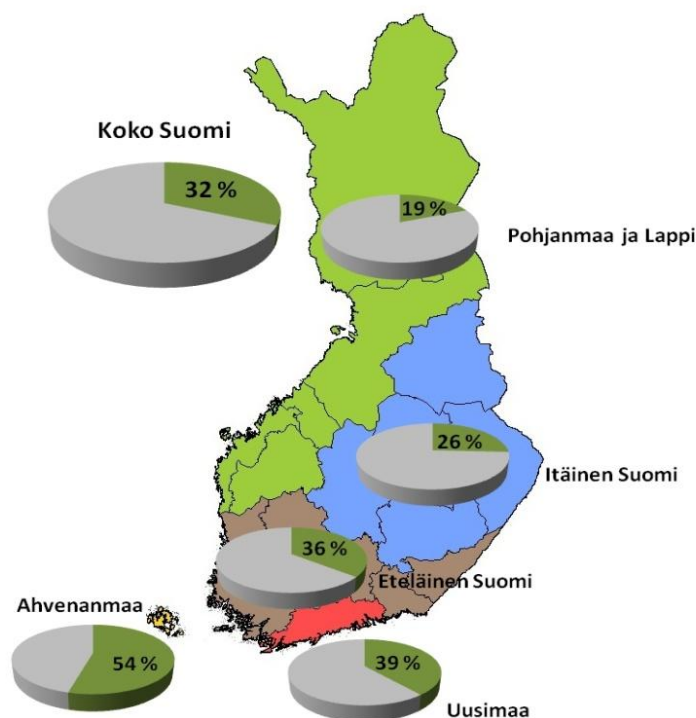 Koko Suomi
32 %
19 %
Pohjanmaa ja Lappi
26 %
Itäinen Suomi
36 %
Eteläinen Suomi
Ahvenanmaa
54 %
39 %
Uusimaa